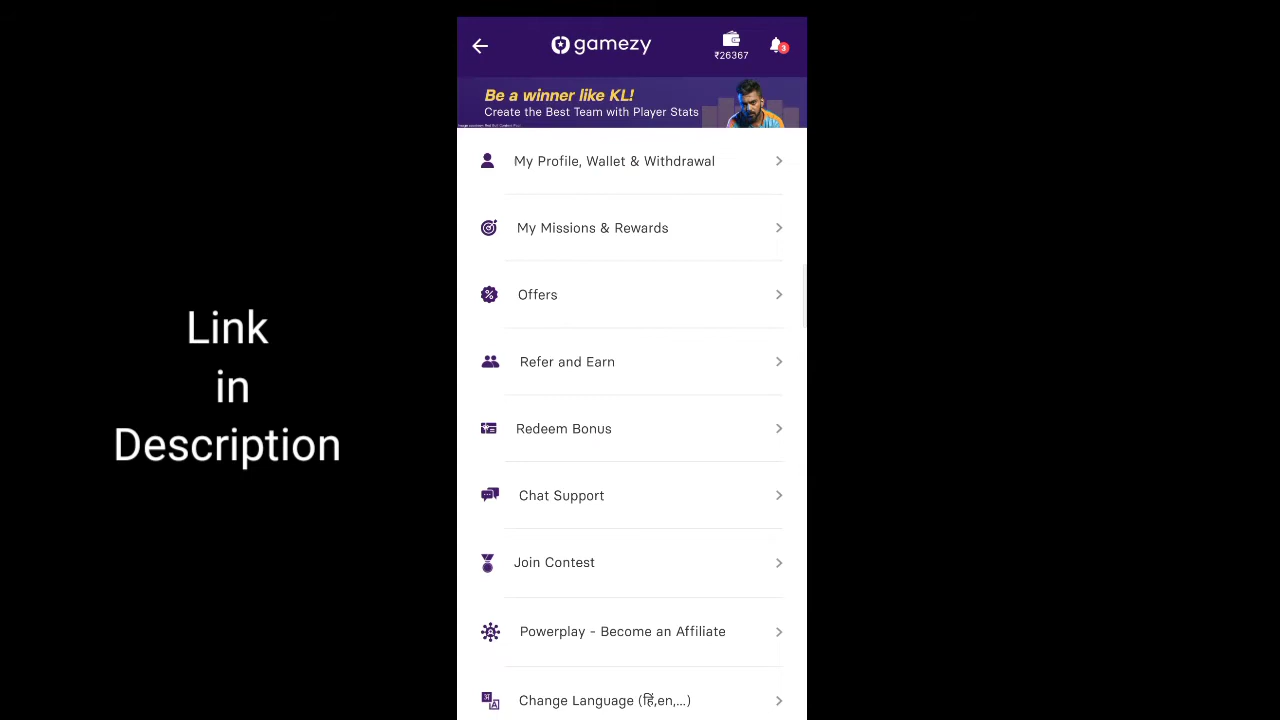 gamezy
₹26367
3
Be a winner like KL!
Create the Best Team with Player Stats
My Profile, Wallet & Withdrawal
My Missions & Rewards
Offers
Refer and Earn
Redeem Bonus
Chat Support
Join Contest
Powerplay - Become an Affiliate
Change Language (हिं,en,...)
Link
in
Description